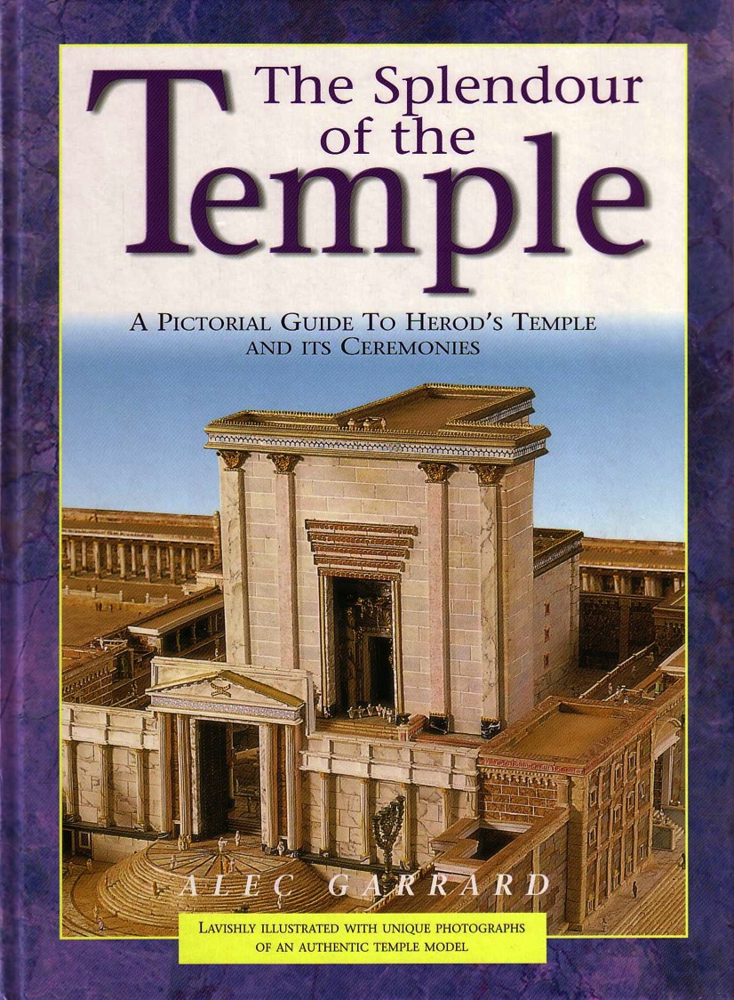 The Splendour
of the
Temple
A Pictorial Guide To Herod's Temple
and its Ceremonies
ALEC GARRARD
Lavishly illustrated with unique photographs
of an authentic temple model